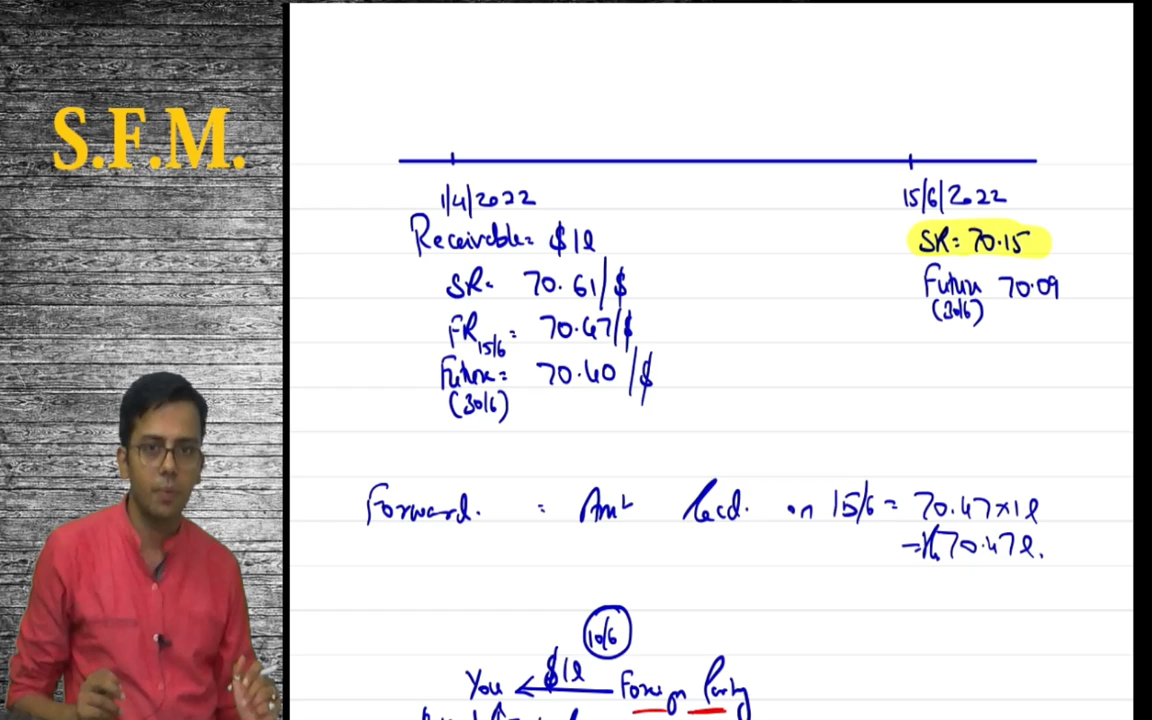 S.F.M.
1/4/2022
Receivable = $1l
SR = 70.61/$
FR 15/6 = 70.47/$
Future = 70.40/$
(30/6)
15/6/2022
SR = 70.15
Future 70.09
(30/6)
Forward. = Amt Recd. on 15/6 = 70.47×1l
= 70.47l.
10/6
You $1l Foreign Party